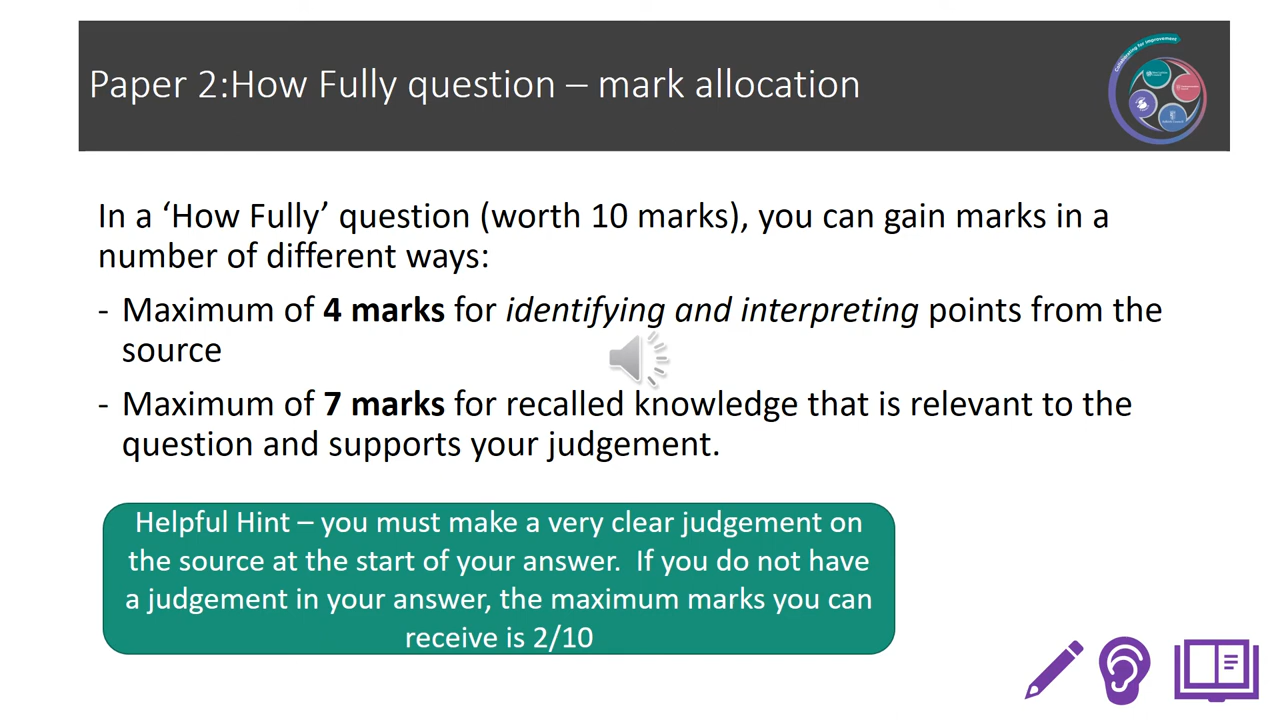 Paper 2:How Fully question – mark allocation
Collaborating for improvement
In a ‘How Fully’ question (worth 10 marks), you can gain marks in a
number of different ways:
- Maximum of 4 marks for identifying and interpreting points from the
source
- Maximum of 7 marks for recalled knowledge that is relevant to the
question and supports your judgement.
Helpful Hint – you must make a very clear judgement on
the source at the start of your answer.  If you do not have
a judgement in your answer, the maximum marks you can
receive is 2/10